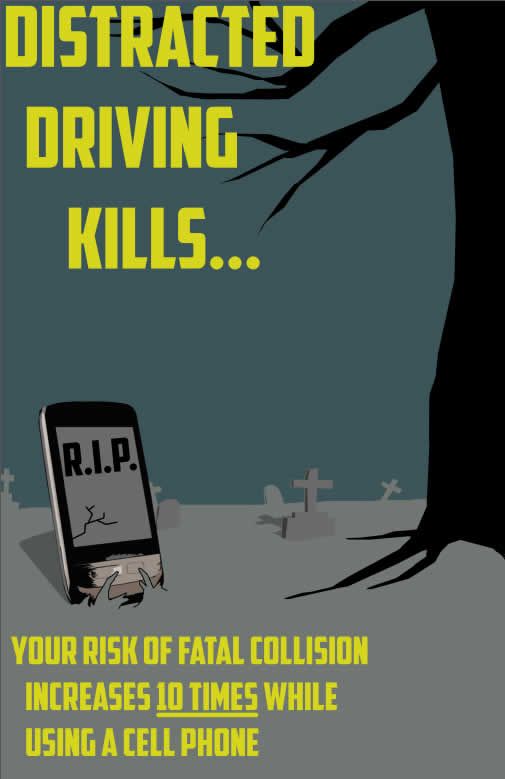 DISTRACTED
DRIVING
KILLS...
R.I.P.
YOUR RISK OF FATAL COLLISION
INCREASES 10 TIMES WHILE
USING A CELL PHONE